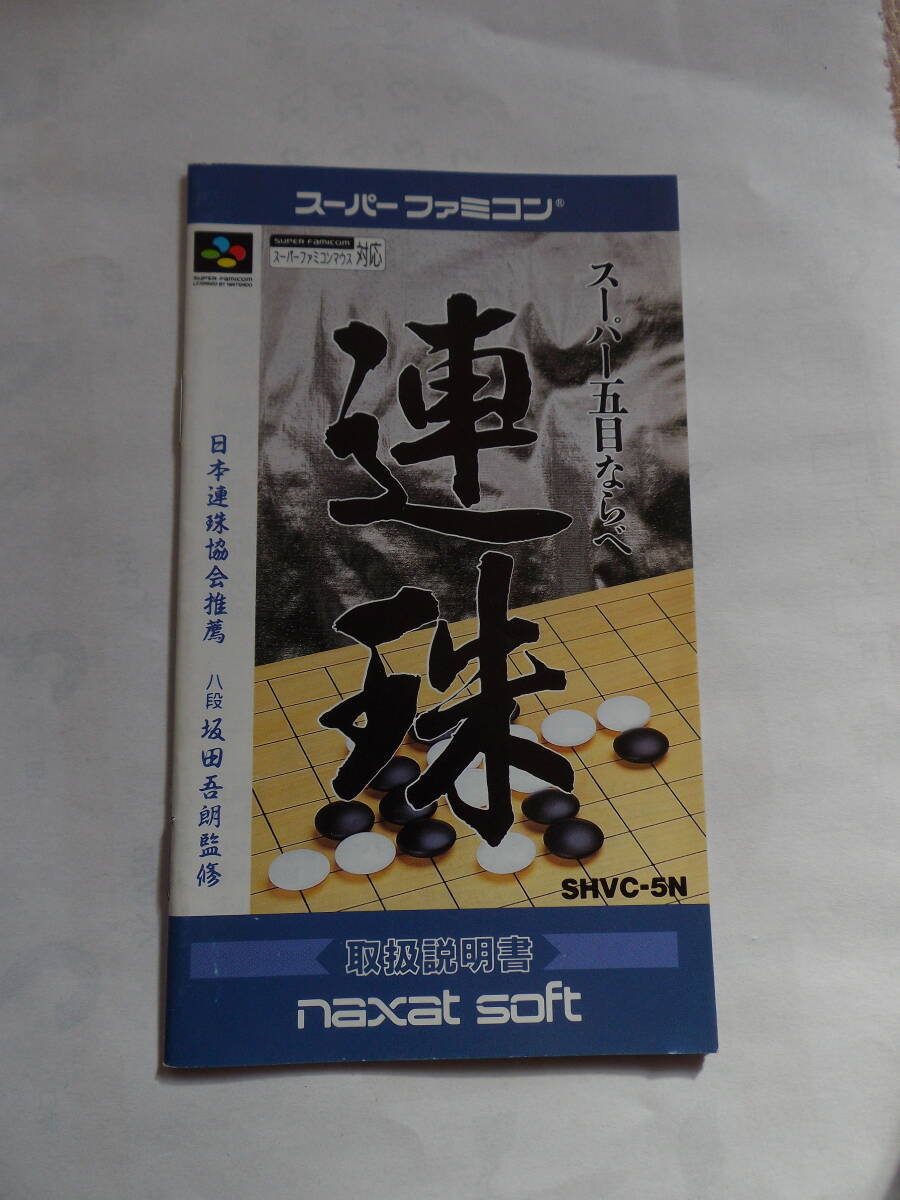 スーパーファミコン®
SUPER FAMICOM
LICENSED BY NINTENDO
SUPER FAMICOM
スーパーファミコンマウス 対応
スーパー五目ならべ
連珠
日本連珠協会推薦 八段 坂田吾朗監修
SHVC-5N
取扱説明書
naxat soft